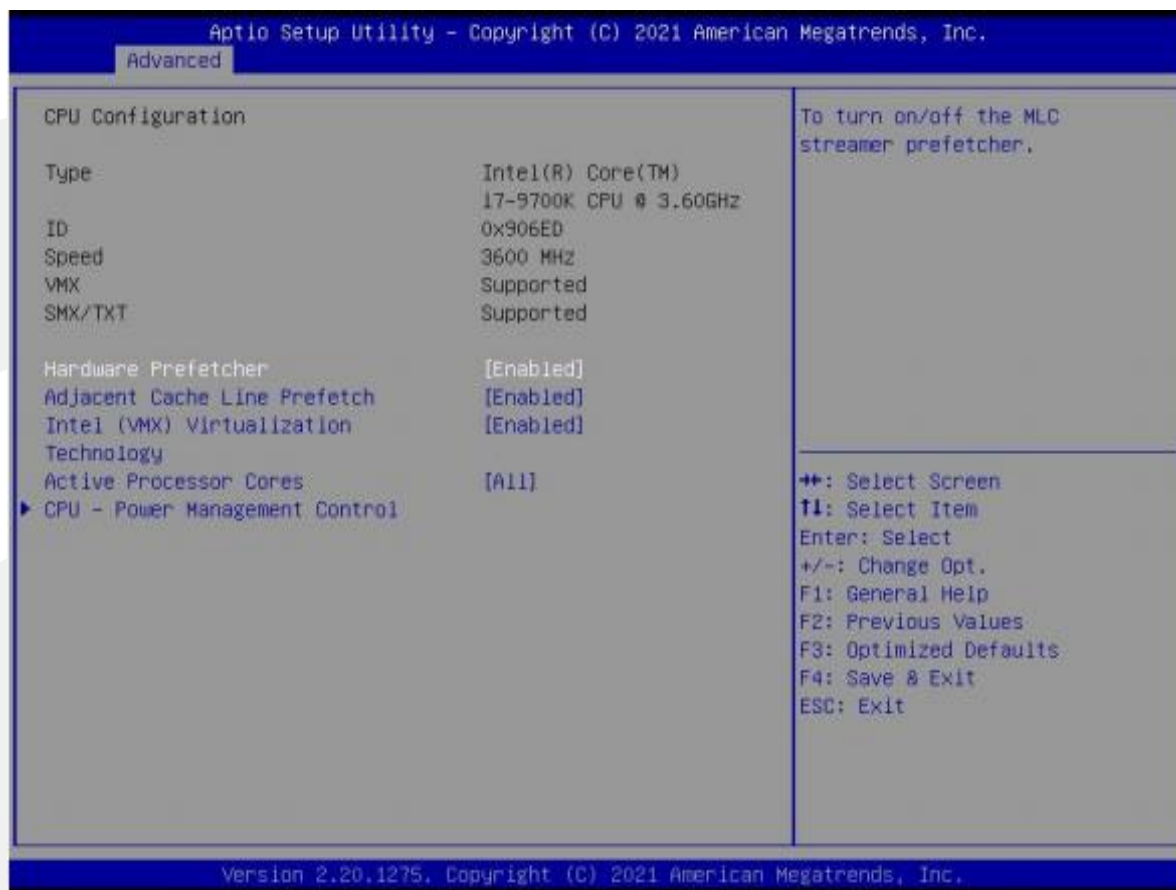 Aptio Setup Utility - Copyright (C) 2021 American Megatrends, Inc.
Advanced
CPU Configuration
Type Intel(R) Core(TM)
i7-9700K CPU @ 3.60GHz
ID 0x906ED
Speed 3600 MHz
VMX Supported
SMX/TXT Supported
Hardware Prefetcher [Enabled]
Adjacent Cache Line Prefetch [Enabled]
Intel (VMX) Virtualization [Enabled]
Technology
Active Processor Cores [All]
▶ CPU - Power Management Control
To turn on/off the MLC
streamer prefetcher.
→←: Select Screen
↑↓: Select Item
Enter: Select
+/-: Change Opt.
F1: General Help
F2: Previous Values
F3: Optimized Defaults
F4: Save & Exit
ESC: Exit
Version 2.20.1275. Copyright (C) 2021 American Megatrends, Inc.